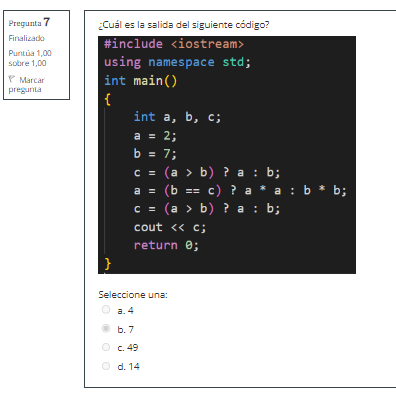 Pregunta 7
Finalizado
Puntúa 1,00
sobre 1,00
Marcar
pregunta
¿Cuál es la salida del siguiente código?
#include <iostream>
using namespace std;
int main()
{
int a, b, c;
a = 2;
b = 7;
c = (a > b) ? a : b;
a = (b == c) ? a * a : b * b;
c = (a > b) ? a : b;
cout << c;
return 0;
}
Seleccione una:
a. 4
b. 7
c. 49
d. 14